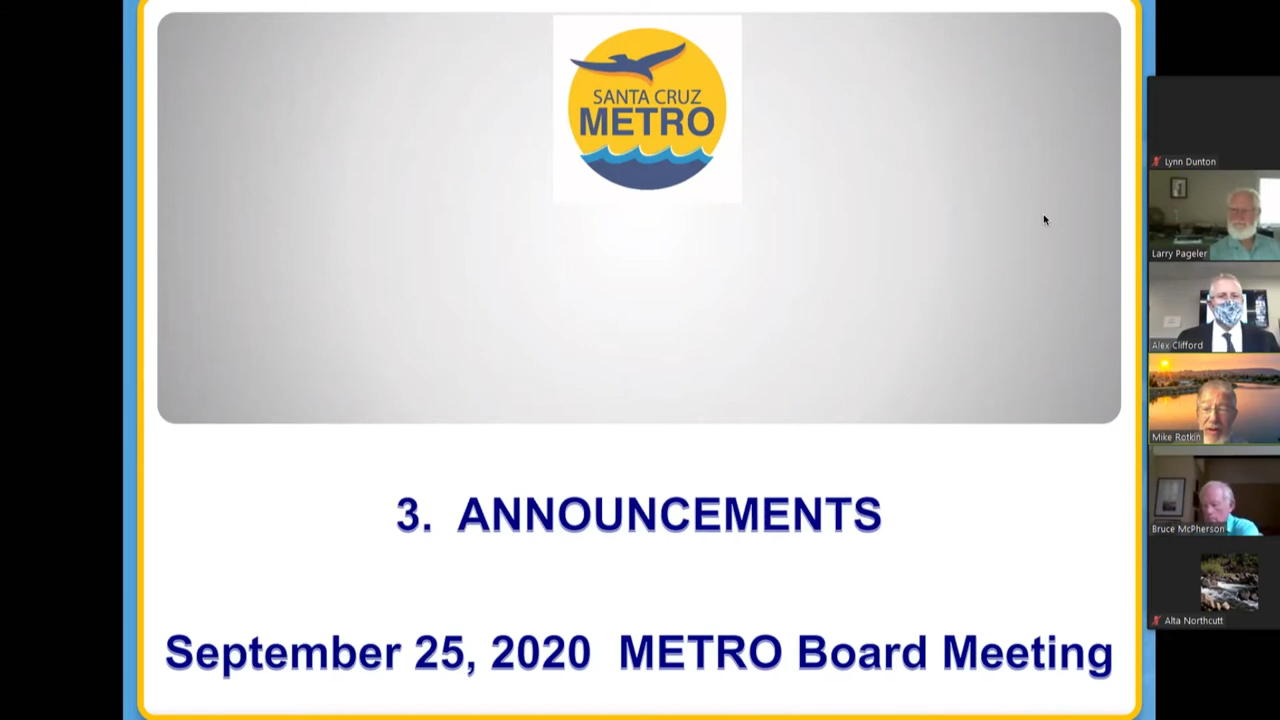 SANTA CRUZ
METRO
3. ANNOUNCEMENTS
September 25, 2020 METRO Board Meeting
Lynn Dunton
Larry Pageler
Alex Clifford
Mike Rotkin
Bruce McPherson
Alta Northcutt